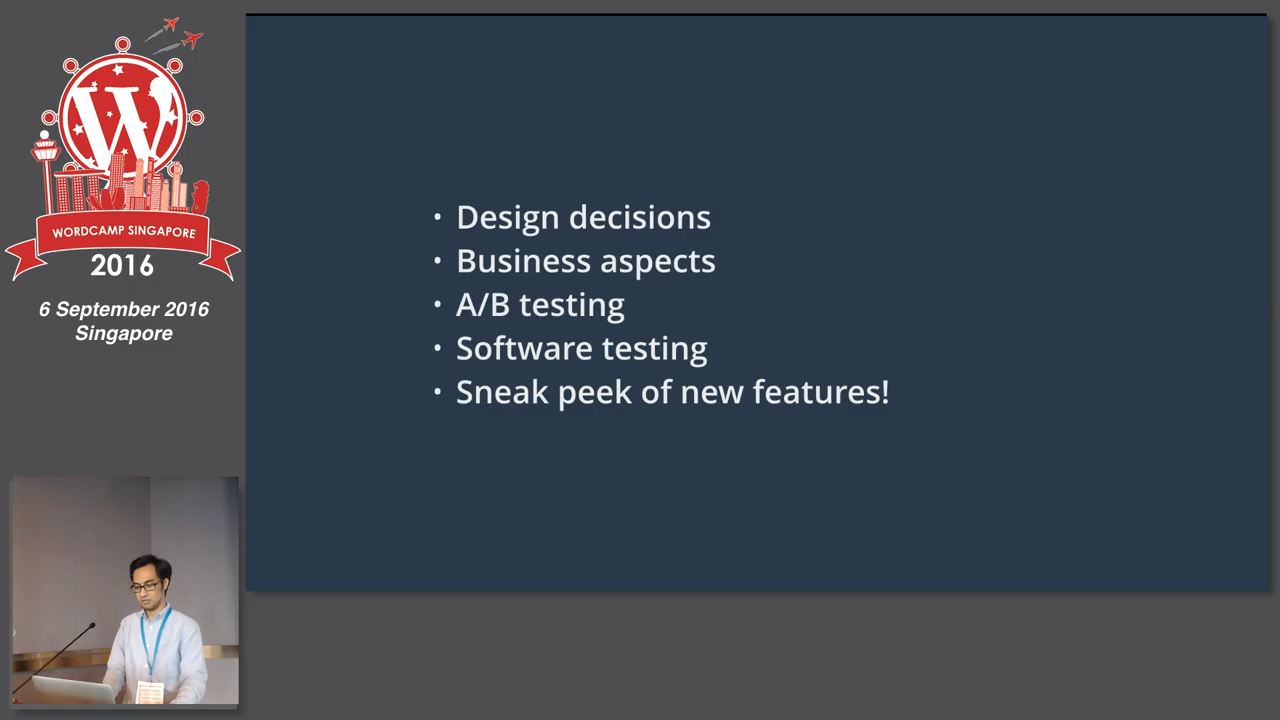 W
WORDCAMP SINGAPORE
2016
6 September 2016
Singapore
• Design decisions
• Business aspects
• A/B testing
• Software testing
• Sneak peek of new features!